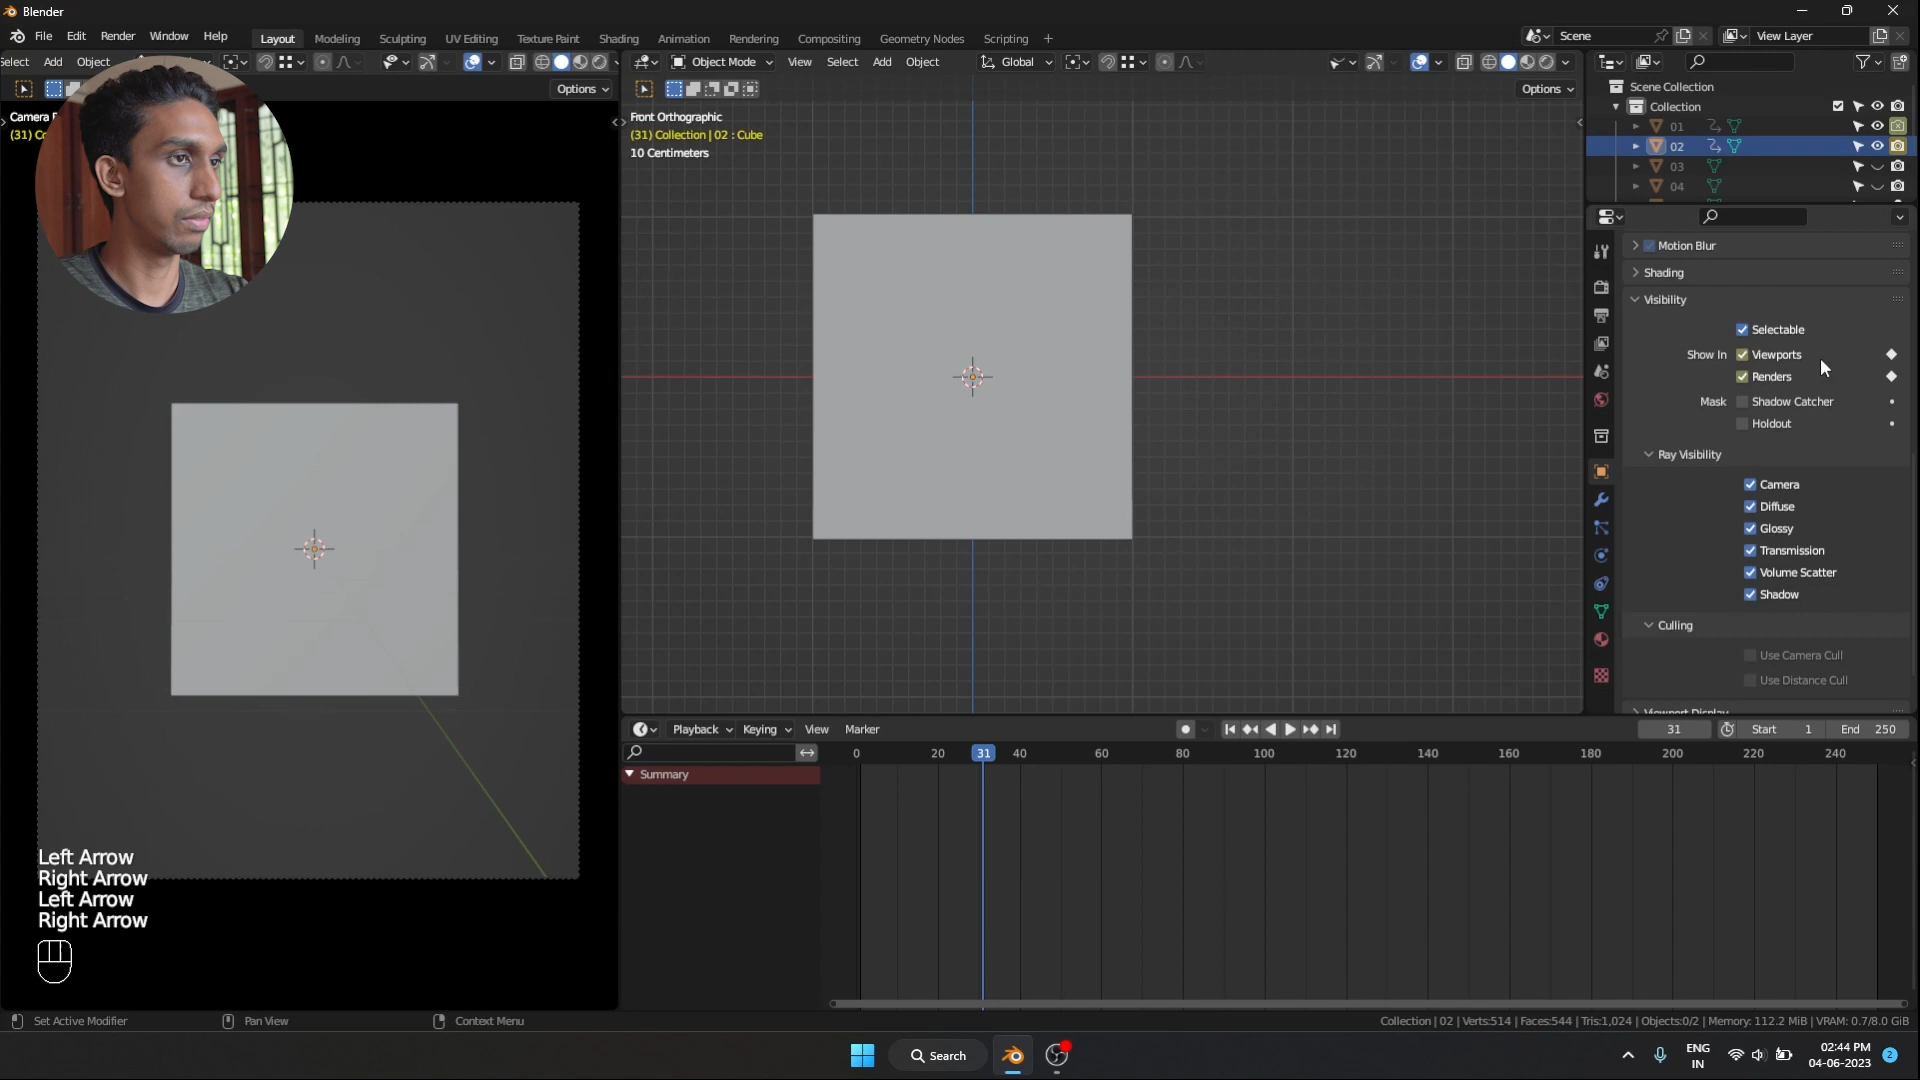 Blender
File Edit Render Window Help Layout Modeling Sculpting UV Editing Texture Paint Shading Animation Rendering Compositing Geometry Nodes Scripting + Scene View Layer
Select Add Object
Object Mode View Select Add Object Global
Options
Options
Camera
(31) Co
Front Orthographic
(31) Collection | 02 : Cube
10 Centimeters
Scene Collection
Collection
01
02
03
04
Motion Blur
Shading
Visibility
Selectable
Show In Viewports
Renders
Mask Shadow Catcher
Holdout
Ray Visibility
Camera
Diffuse
Glossy
Transmission
Volume Scatter
Shadow
Culling
Use Camera Cull
Use Distance Cull
Viewport Display
Playback Keying View Marker 31 Start 1 End 250
0 20 31 40 60 80 100 120 140 160 180 200 220 240
Summary
Left Arrow
Right Arrow
Left Arrow
Right Arrow
Set Active Modifier Pan View Context Menu
Collection | 02 | Verts:514 | Faces:544 | Tris:1,024 | Objects:0/2 | Memory: 112.2 MiB | VRAM: 0.7/8.0 GiB
Search
ENG
IN
02:44 PM
04-06-2023
2